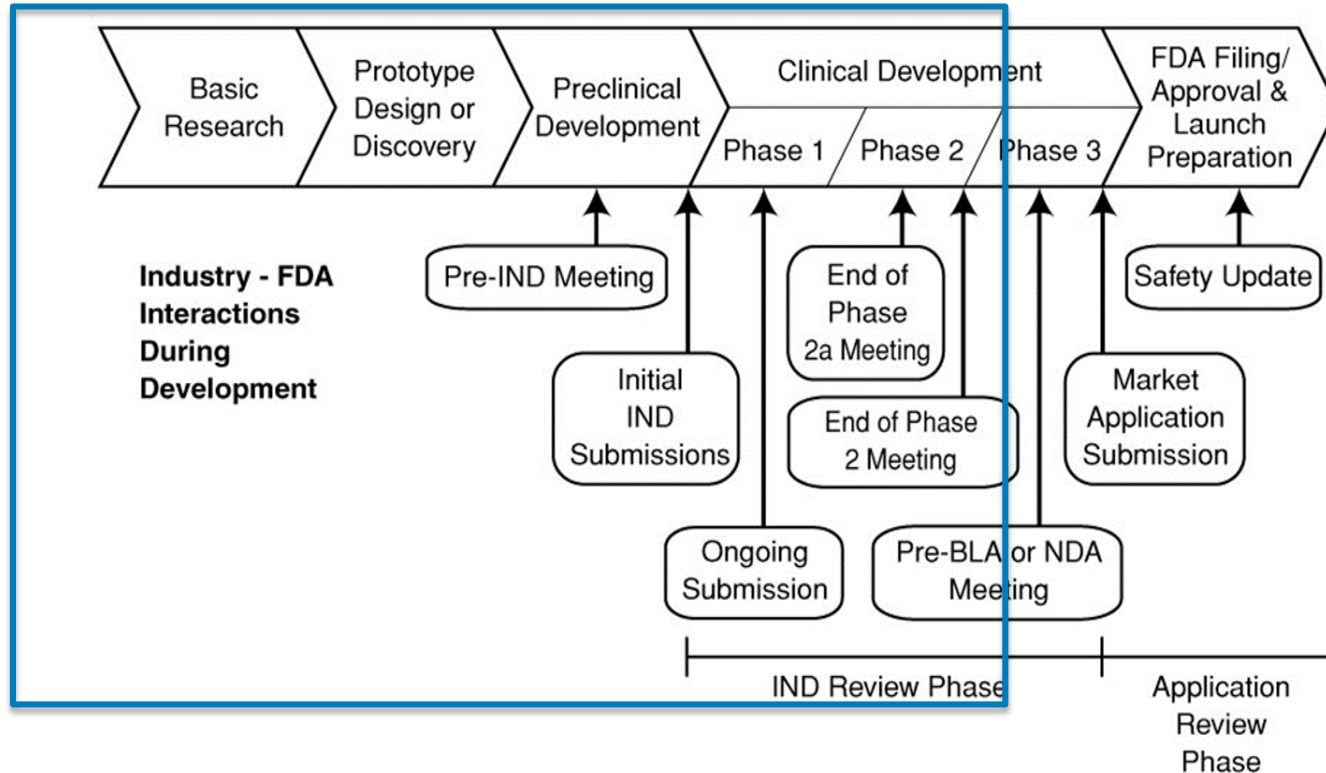 Basic
Research
Prototype
Design or
Discovery
Preclinical
Development
Clinical Development
Phase 1
Phase 2
Phase 3
FDA Filing/
Approval &
Launch
Preparation
Industry - FDA
Interactions
During
Development
Pre-IND Meeting
Initial
IND
Submissions
Ongoing
Submission
End of
Phase
2a Meeting
End of Phase
2 Meeting
Pre-BLA or NDA
Meeting
Market
Application
Submission
Safety Update
IND Review Phase
Application
Review
Phase